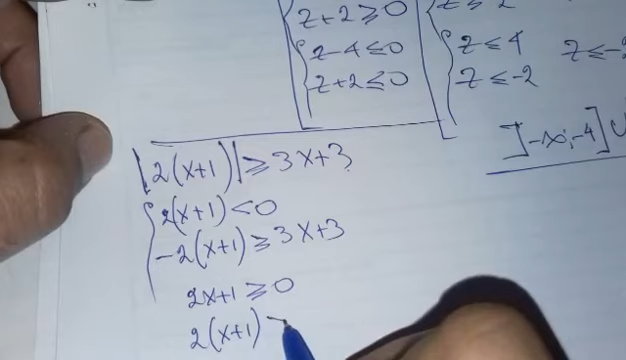 z+2≥0
z-4≤0 z≤4
z+2≤0 z≤-2
]-∞;-4]∪
|2(x+1)|≥3x+3
2(x+1)<0
-2(x+1)≥3x+3
2x+1≥0
2(x+1)